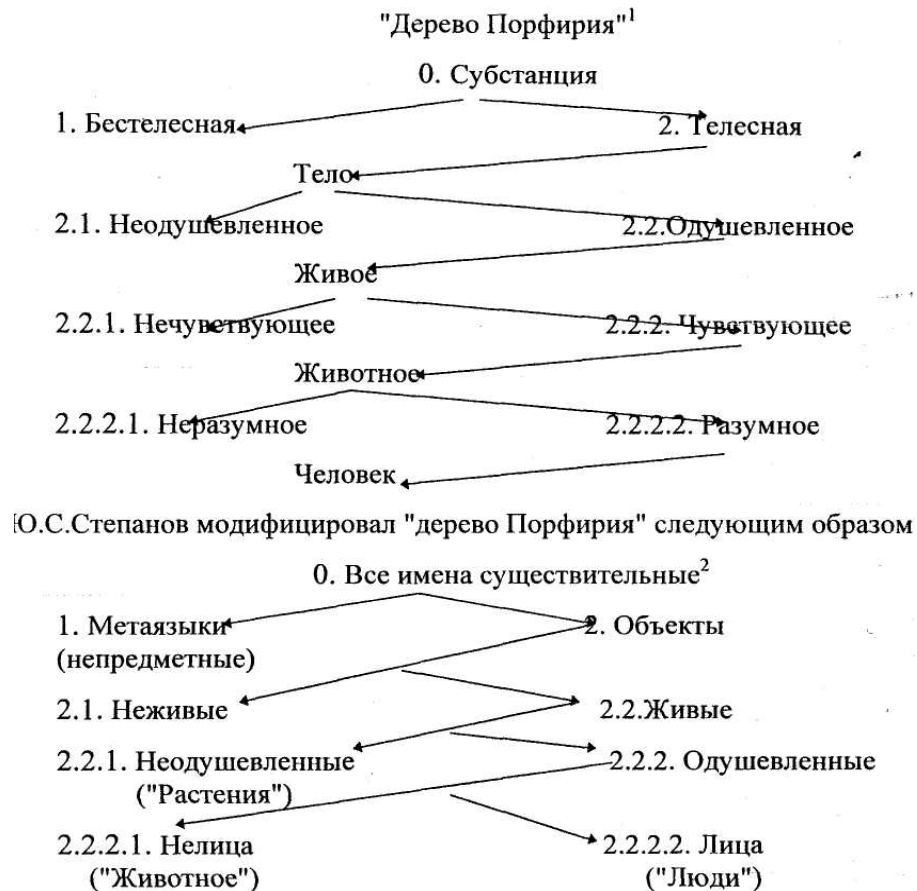 "Дерево Порфирия"¹
0. Субстанция
1. Бестелесная 2. Телесная
Тело
2.1. Неодушевленное 2.2.Одушевленное
Живое
2.2.1. Нечувствующее 2.2.2. Чувствующее
Животное
2.2.2.1. Неразумное 2.2.2.2. Разумное
Человек
Ю.С.Степанов модифицировал "дерево Порфирия" следующим образом
0. Все имена существительные²
1. Метаязыки 2. Объекты
(непредметные)
2.1. Неживые 2.2.Живые
2.2.1. Неодушевленные 2.2.2. Одушевленные
("Растения")
2.2.2.1. Нелица 2.2.2.2. Лица
("Животное") ("Люди")